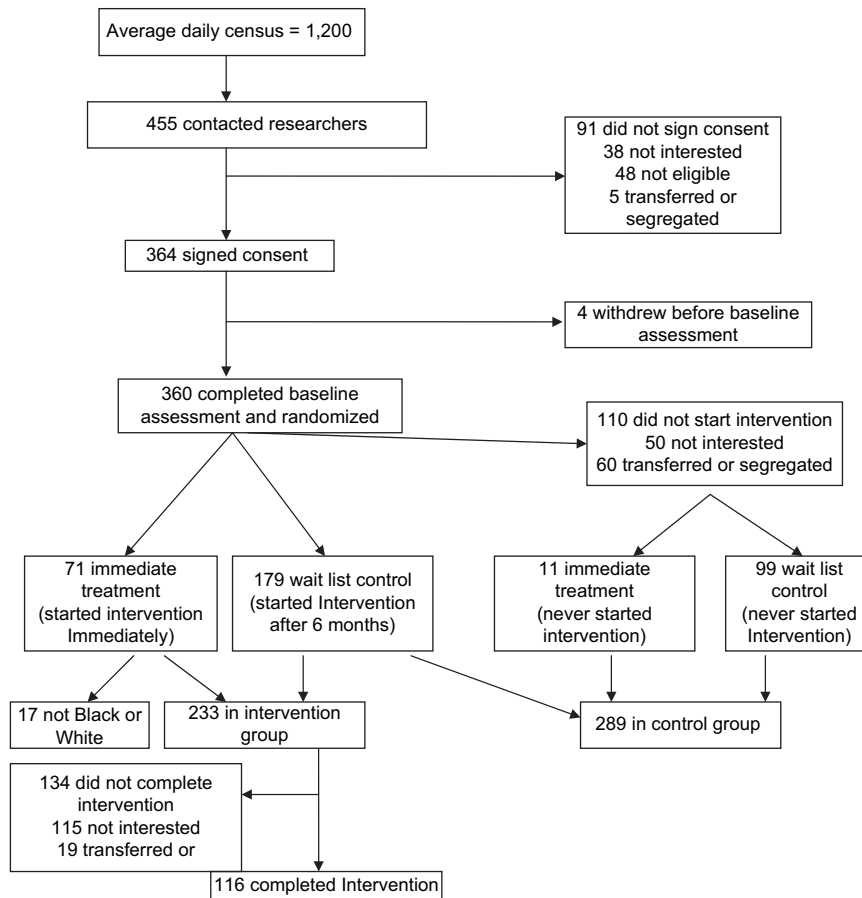 Average daily census = 1,200
455 contacted researchers
91 did not sign consent
38 not interested
48 not eligible
5 transferred or
segregated
364 signed consent
4 withdrew before baseline
assessment
360 completed baseline
assessment and randomized
110 did not start intervention
50 not interested
60 transferred or segregated
71 immediate
treatment
(started intervention
Immediately)
179 wait list control
(started Intervention
after 6 months)
11 immediate
treatment
(never started
intervention)
99 wait list
control
(never started
Intervention)
17 not Black or
White
233 in intervention
group
289 in control group
134 did not complete
intervention
115 not interested
19 transferred or
116 completed Intervention